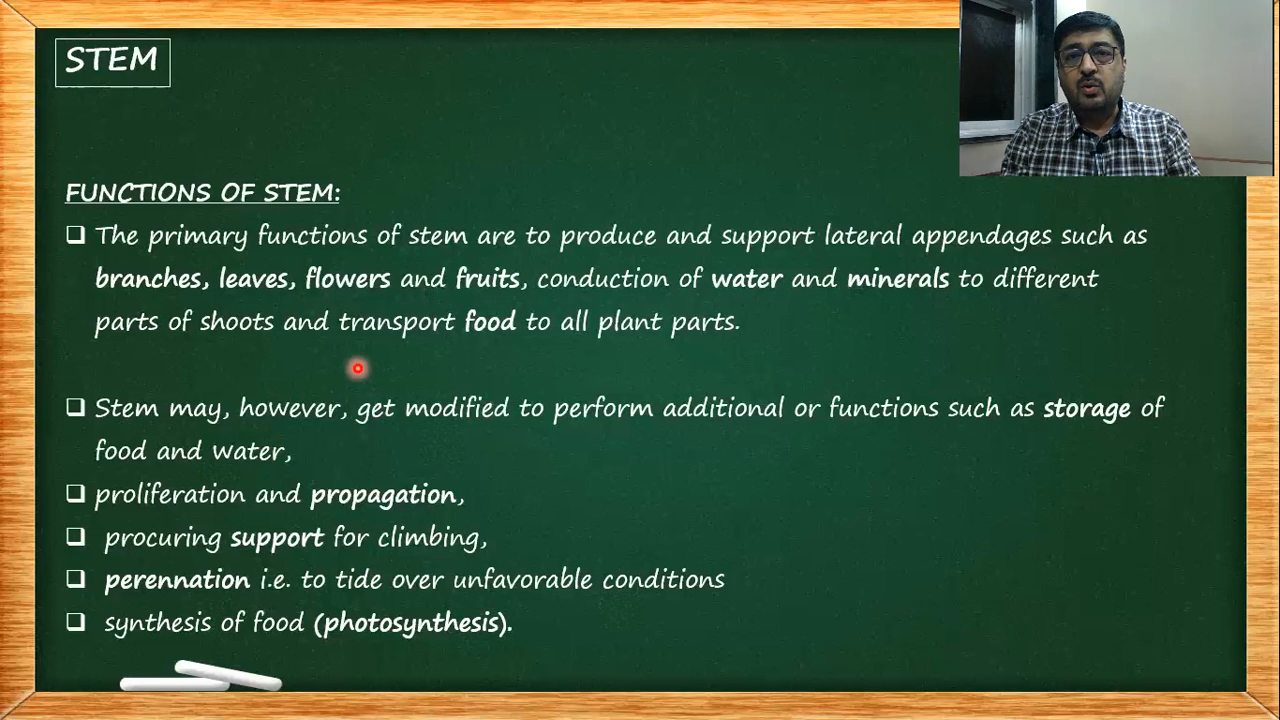 STEM
FUNCTIONS OF STEM:
❑ The primary functions of stem are to produce and support lateral appendages such as
branches, leaves, flowers and fruits, conduction of water and minerals to different
parts of shoots and transport food to all plant parts.
❑ Stem may, however, get modified to perform additional or functions such as storage of
food and water,
❑ proliferation and propagation,
❑ procuring support for climbing,
❑ perennation i.e. to tide over unfavorable conditions
❑ synthesis of food (photosynthesis).